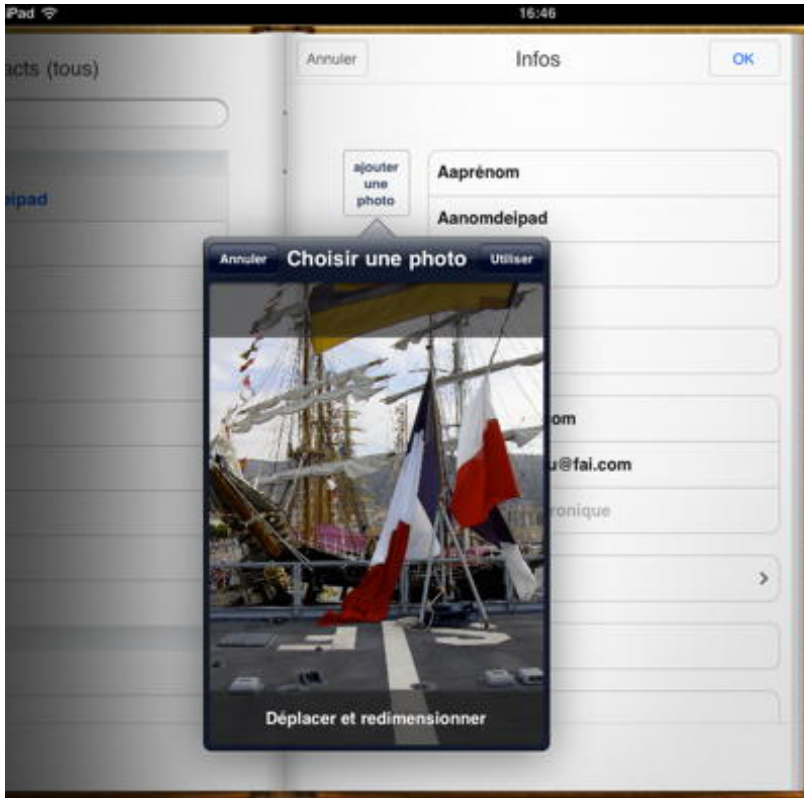 iPad
16:46
acts (tous)
Annuler
Infos
OK
ajouter
une
photo
Aaprénom
Aanomdeipad
eipad
Annuler
Choisir une photo
Utiliser
om
u@fai.com
ronique
Déplacer et redimensionner